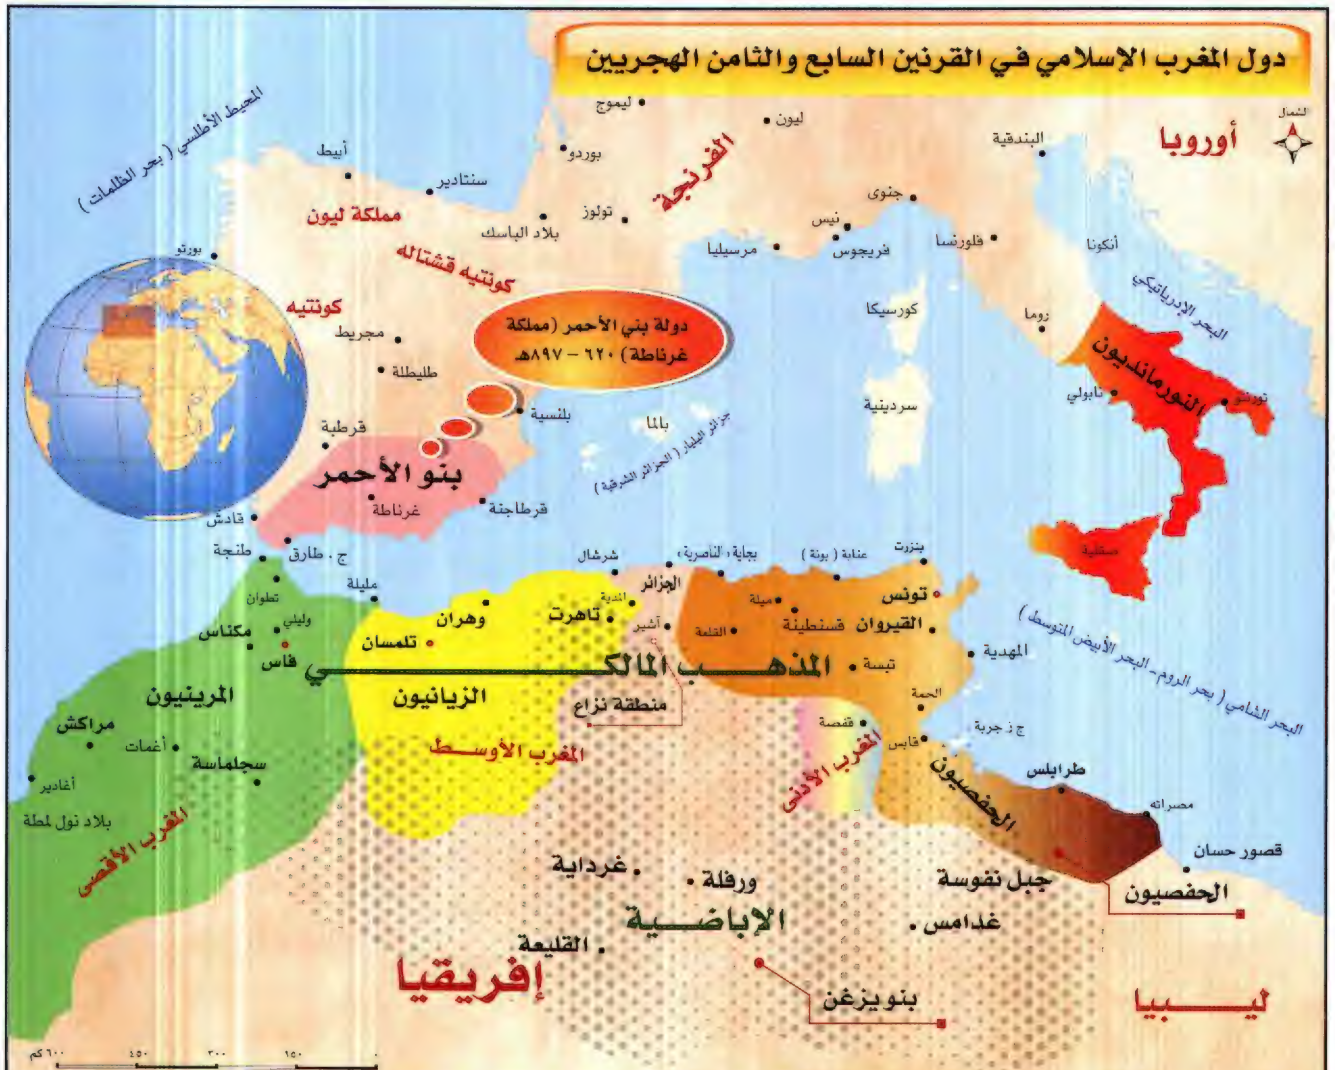 دول المغرب الإسلامي في القرنين السابع والثامن الهجريين
الشمال
أوروبا
المحيط الأطلسي ( بحر الظلمات )
ليموج
ليون
البندقية
أبيط
سنتادير
بوردو
الفرنجة
مملكة ليون
بلاد الباسك
تولوز
جنوى
نيس
فريجوس
مرسيليا
فلورنسا
أنكونا
بورتو
كونتيه قشتاله
كونتيه
البحر الإدرياتيكي
كورسيكا
روما
دولة بني الأحمر (مملكة
غرناطة) ٦٢٠ – ٨٩٧هـ
مجريط
طليطلة
النورمانديون
نابولي
تورنتو
سردينية
بلنسية
بالما
جزائر البليار ( الجزائر الشرقية )
قرطبة
بنو الأحمر
غرناطة
قرطاجنة
قادش
ج . طارق
طنجة
صقلية
شرشال
بجاية ، الناصرية ،
عنابة ( بونة )
بنزرت
الجزائر
مليلة
تطوان
وليلي
مكناس
فاس
وهران
تلمسان
تاهرت
المدية
آشير
ميلة
قسنطينة
القلعة
تونس
القيروان
المهدية
تبسة
البحر الشامي ( بحر الروم - البحر الأبيض المتوسط )
المذهب المالكي
المرينيون
الزيانيون
منطقة نزاع
الحمة
قفصة
قابس
ج ز جربة
مراكش
أغمات
سجلماسة
المغرب الأوسط
المغرب الأدنى
الحفصيون
طرابلس
مصراته
أغادير
بلاد نول لمطة
المغرب الأقصى
قصور حسان
غرداية
ورفلة
جبل نفوسة
الحفصيون
الإباضية
غدامس
القليعة
إفريقيا
بنو يزغن
ليبيا
٠ ١٥٠ ٣٠٠ ٤٥٠ ٦٠٠ كم